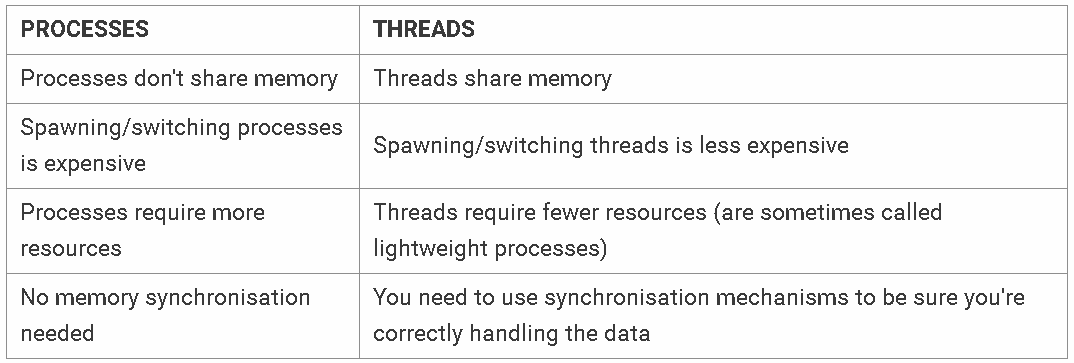 PROCESSES
THREADS
Processes don't share memory
Threads share memory
Spawning/switching processes
is expensive
Spawning/switching threads is less expensive
Processes require more
resources
Threads require fewer resources (are sometimes called
lightweight processes)
No memory synchronisation
needed
You need to use synchronisation mechanisms to be sure you're
correctly handling the data